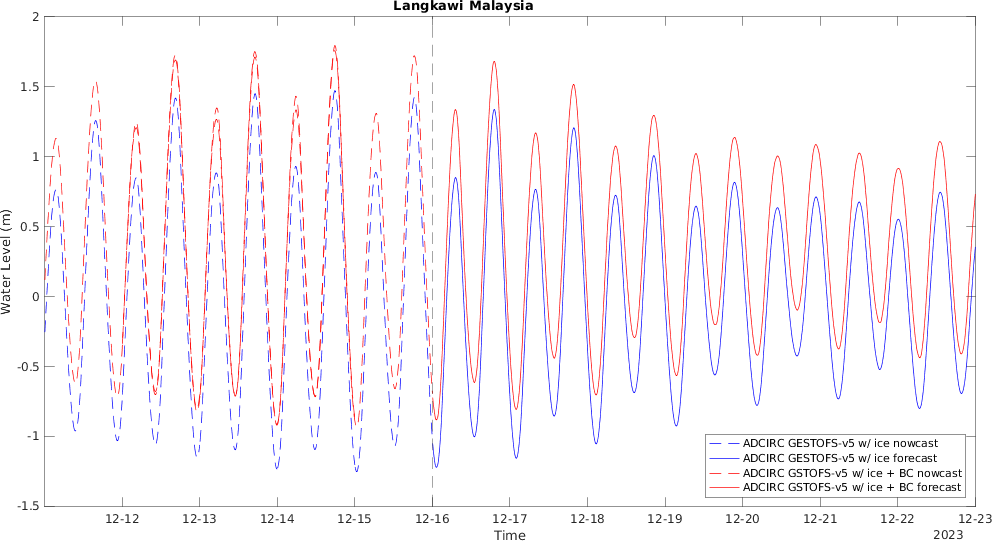 Langkawi Malaysia
2
1.5
1
0.5
0
-0.5
-1
-1.5
Water Level (m)
ADCIRC GESTOFS-v5 w/ ice nowcast
ADCIRC GESTOFS-v5 w/ ice forecast
ADCIRC GSTOFS-v5 w/ ice + BC nowcast
ADCIRC GSTOFS-v5 w/ ice + BC forecast
12-12 12-13 12-14 12-15 12-16 12-17 12-18 12-19 12-20 12-21 12-22 12-23
Time
2023